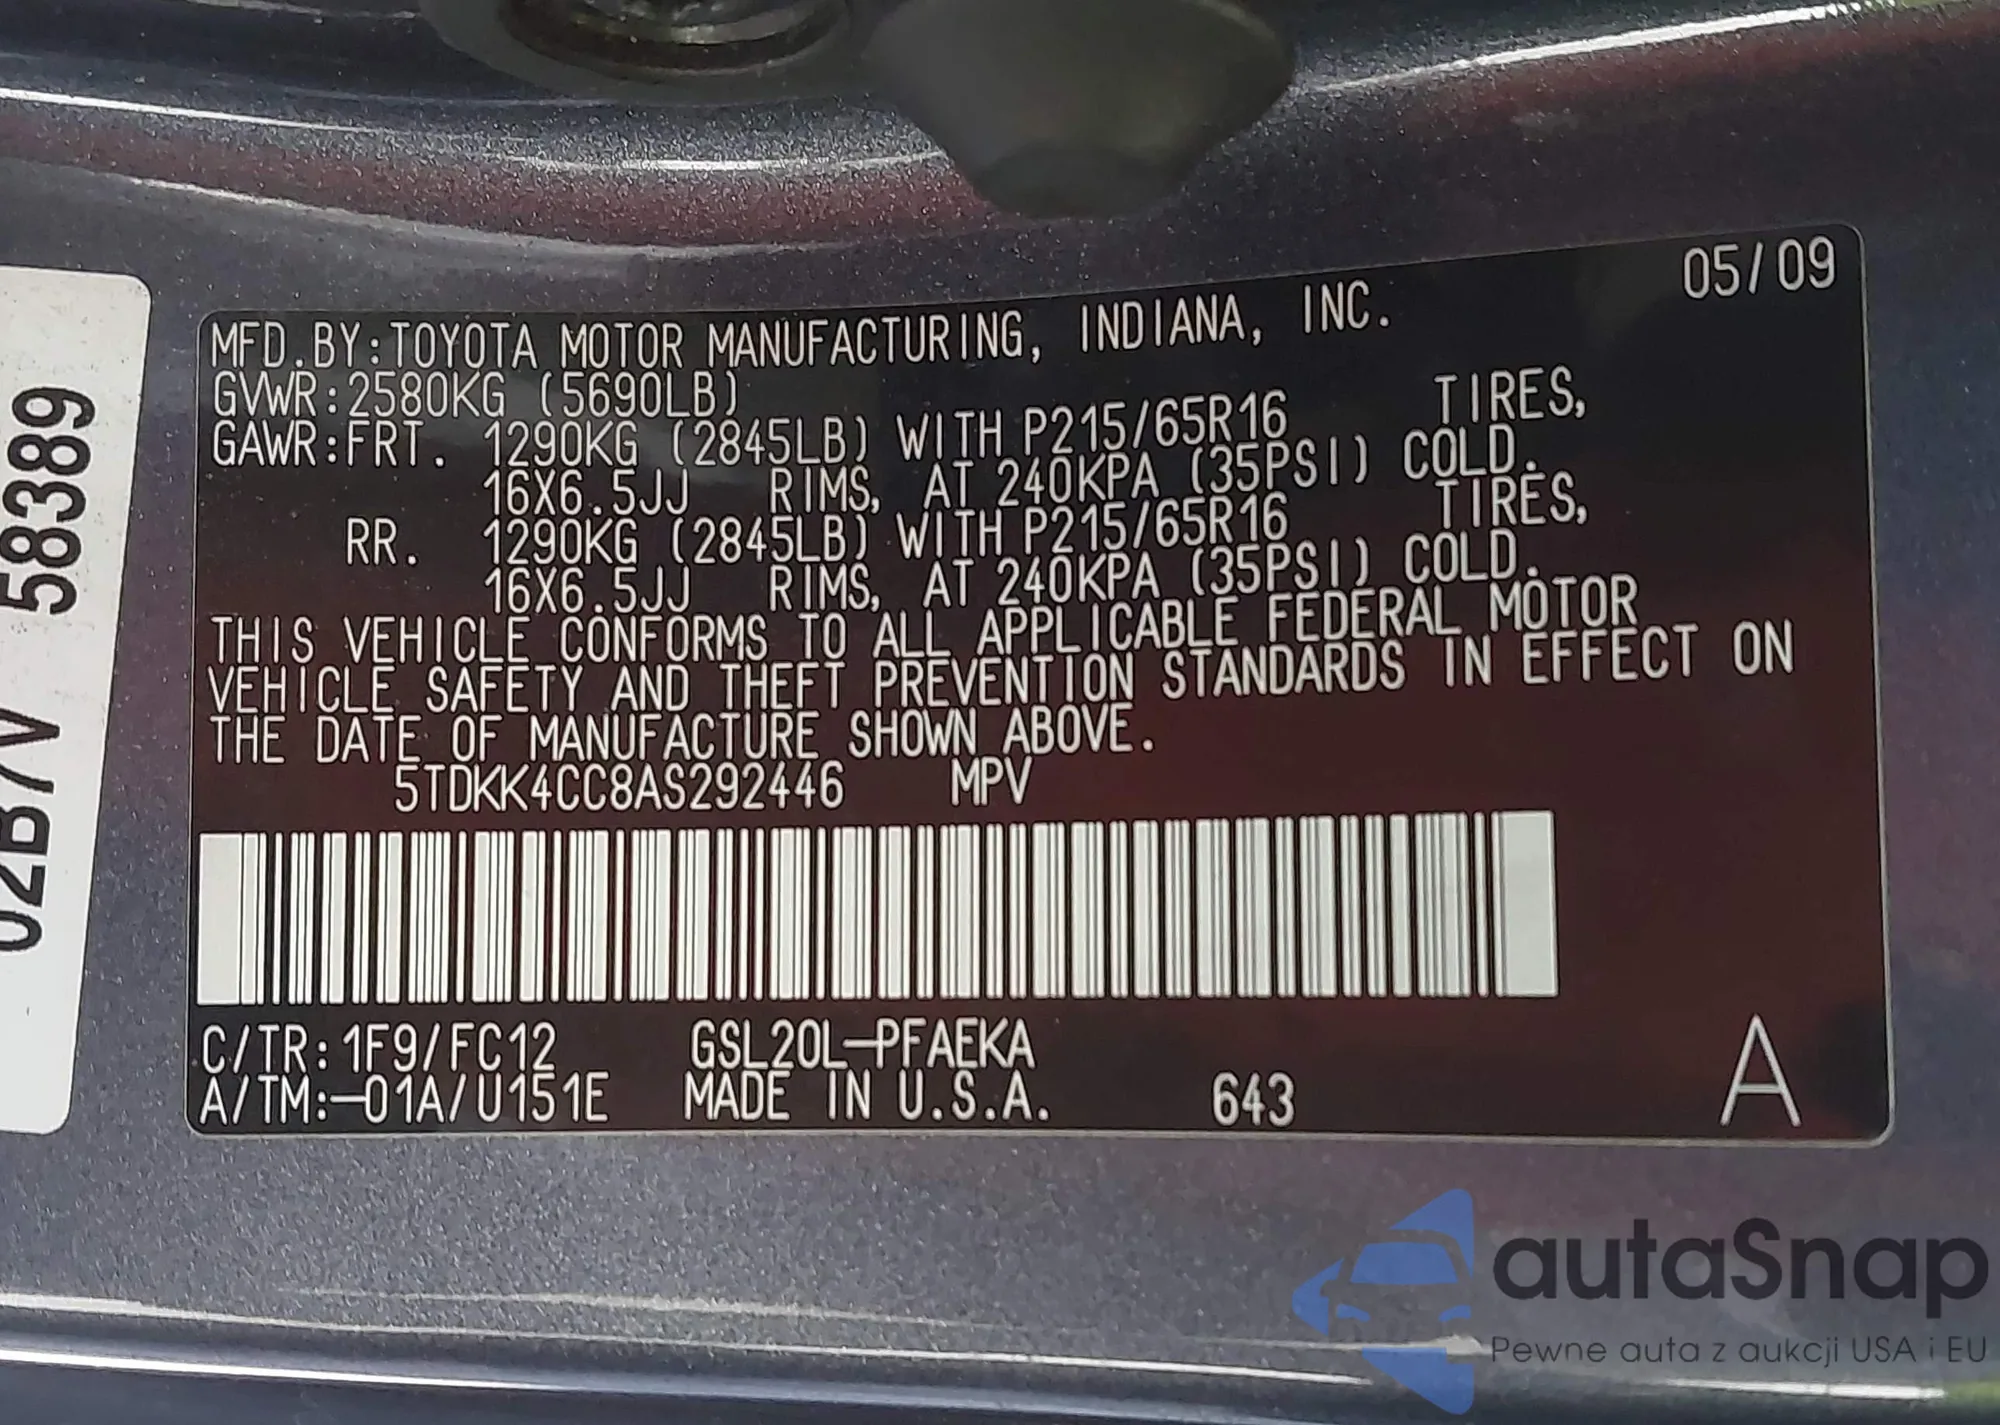 58389
02B7V
05/09
MFD.BY:TOYOTA MOTOR MANUFACTURING, INDIANA, INC.
GVWR:2580KG (5690LB)
GAWR:FRT. 1290KG (2845LB) WITH P215/65R16 TIRES,
16X6.5JJ RIMS, AT 240KPA (35PSI) COLD.
RR. 1290KG (2845LB) WITH P215/65R16 TIRES,
16X6.5JJ RIMS, AT 240KPA (35PSI) COLD.
THIS VEHICLE CONFORMS TO ALL APPLICABLE FEDERAL MOTOR
VEHICLE SAFETY AND THEFT PREVENTION STANDARDS IN EFFECT ON
THE DATE OF MANUFACTURE SHOWN ABOVE.
5TDKK4CC8AS292446 MPV
C/TR:1F9/FC12 GSL20L-PFAEKA
A/TM:-01A/U151E MADE IN U.S.A. 643 A
autaSnap
Pewne auta z aukcji USA i EU